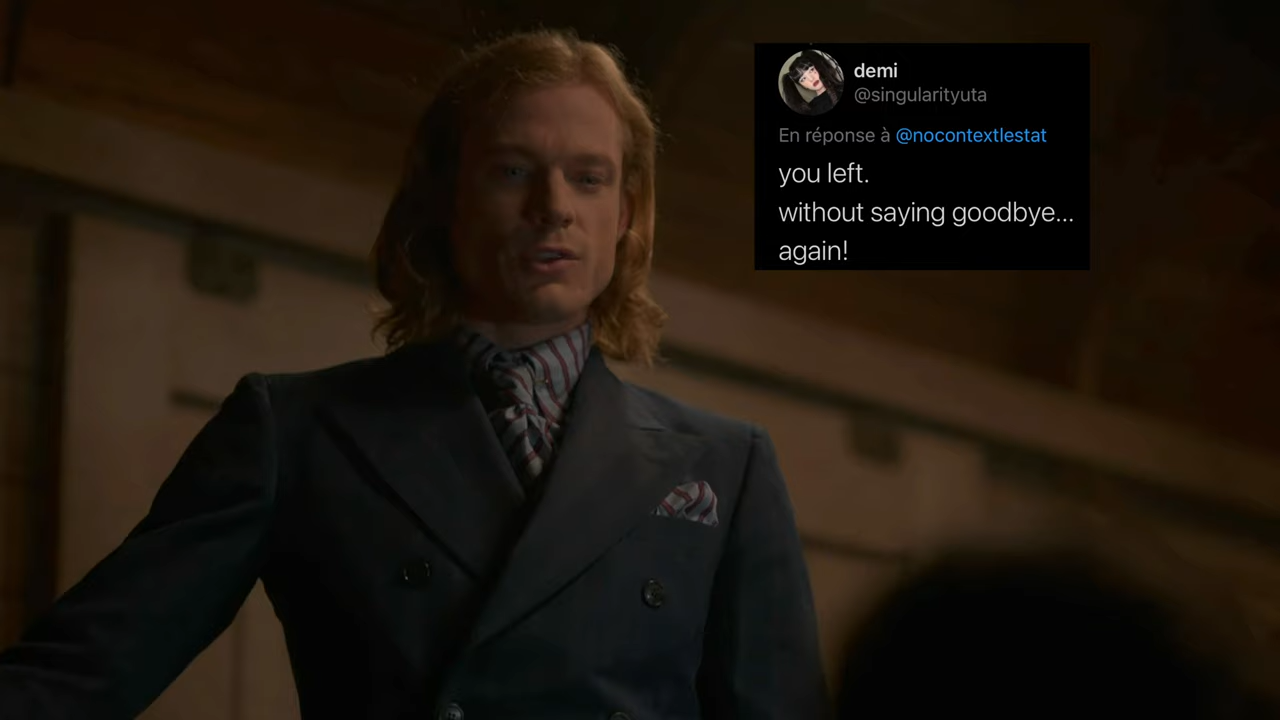 demi
@singularityuta
En réponse à @nocontextlestat
you left.
without saying goodbye...
again!